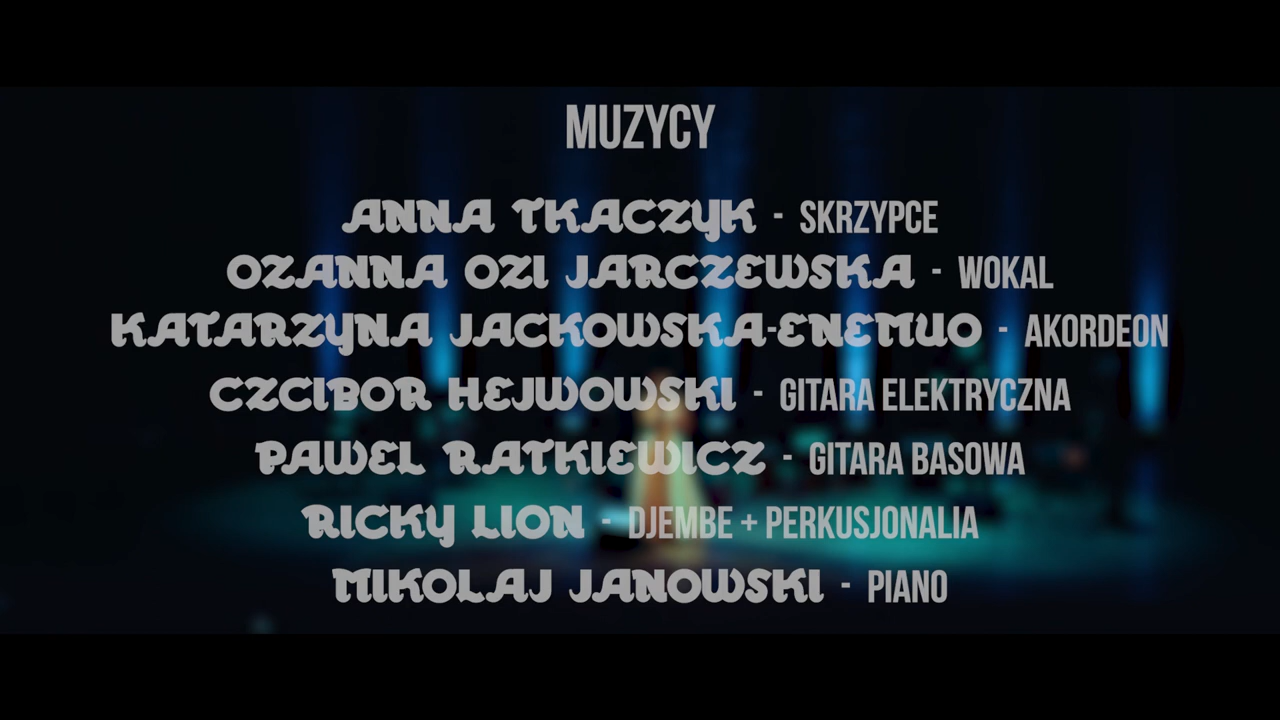 MUZYCY
ANNA TKACZYK - SKRZYPCE
OZANNA OZI JARCZEWSKA - WOKAL
KATARZYNA JACKOWSKA-ENEMUO - AKORDEON
CZCIBOR HEJWOWSKI - GITARA ELEKTRYCZNA
PAWEL RATKIEWICZ - GITARA BASOWA
RICKY LION - DJEMBE + PERKUSJONALIA
MIKOLAJ JANOWSKI - PIANO